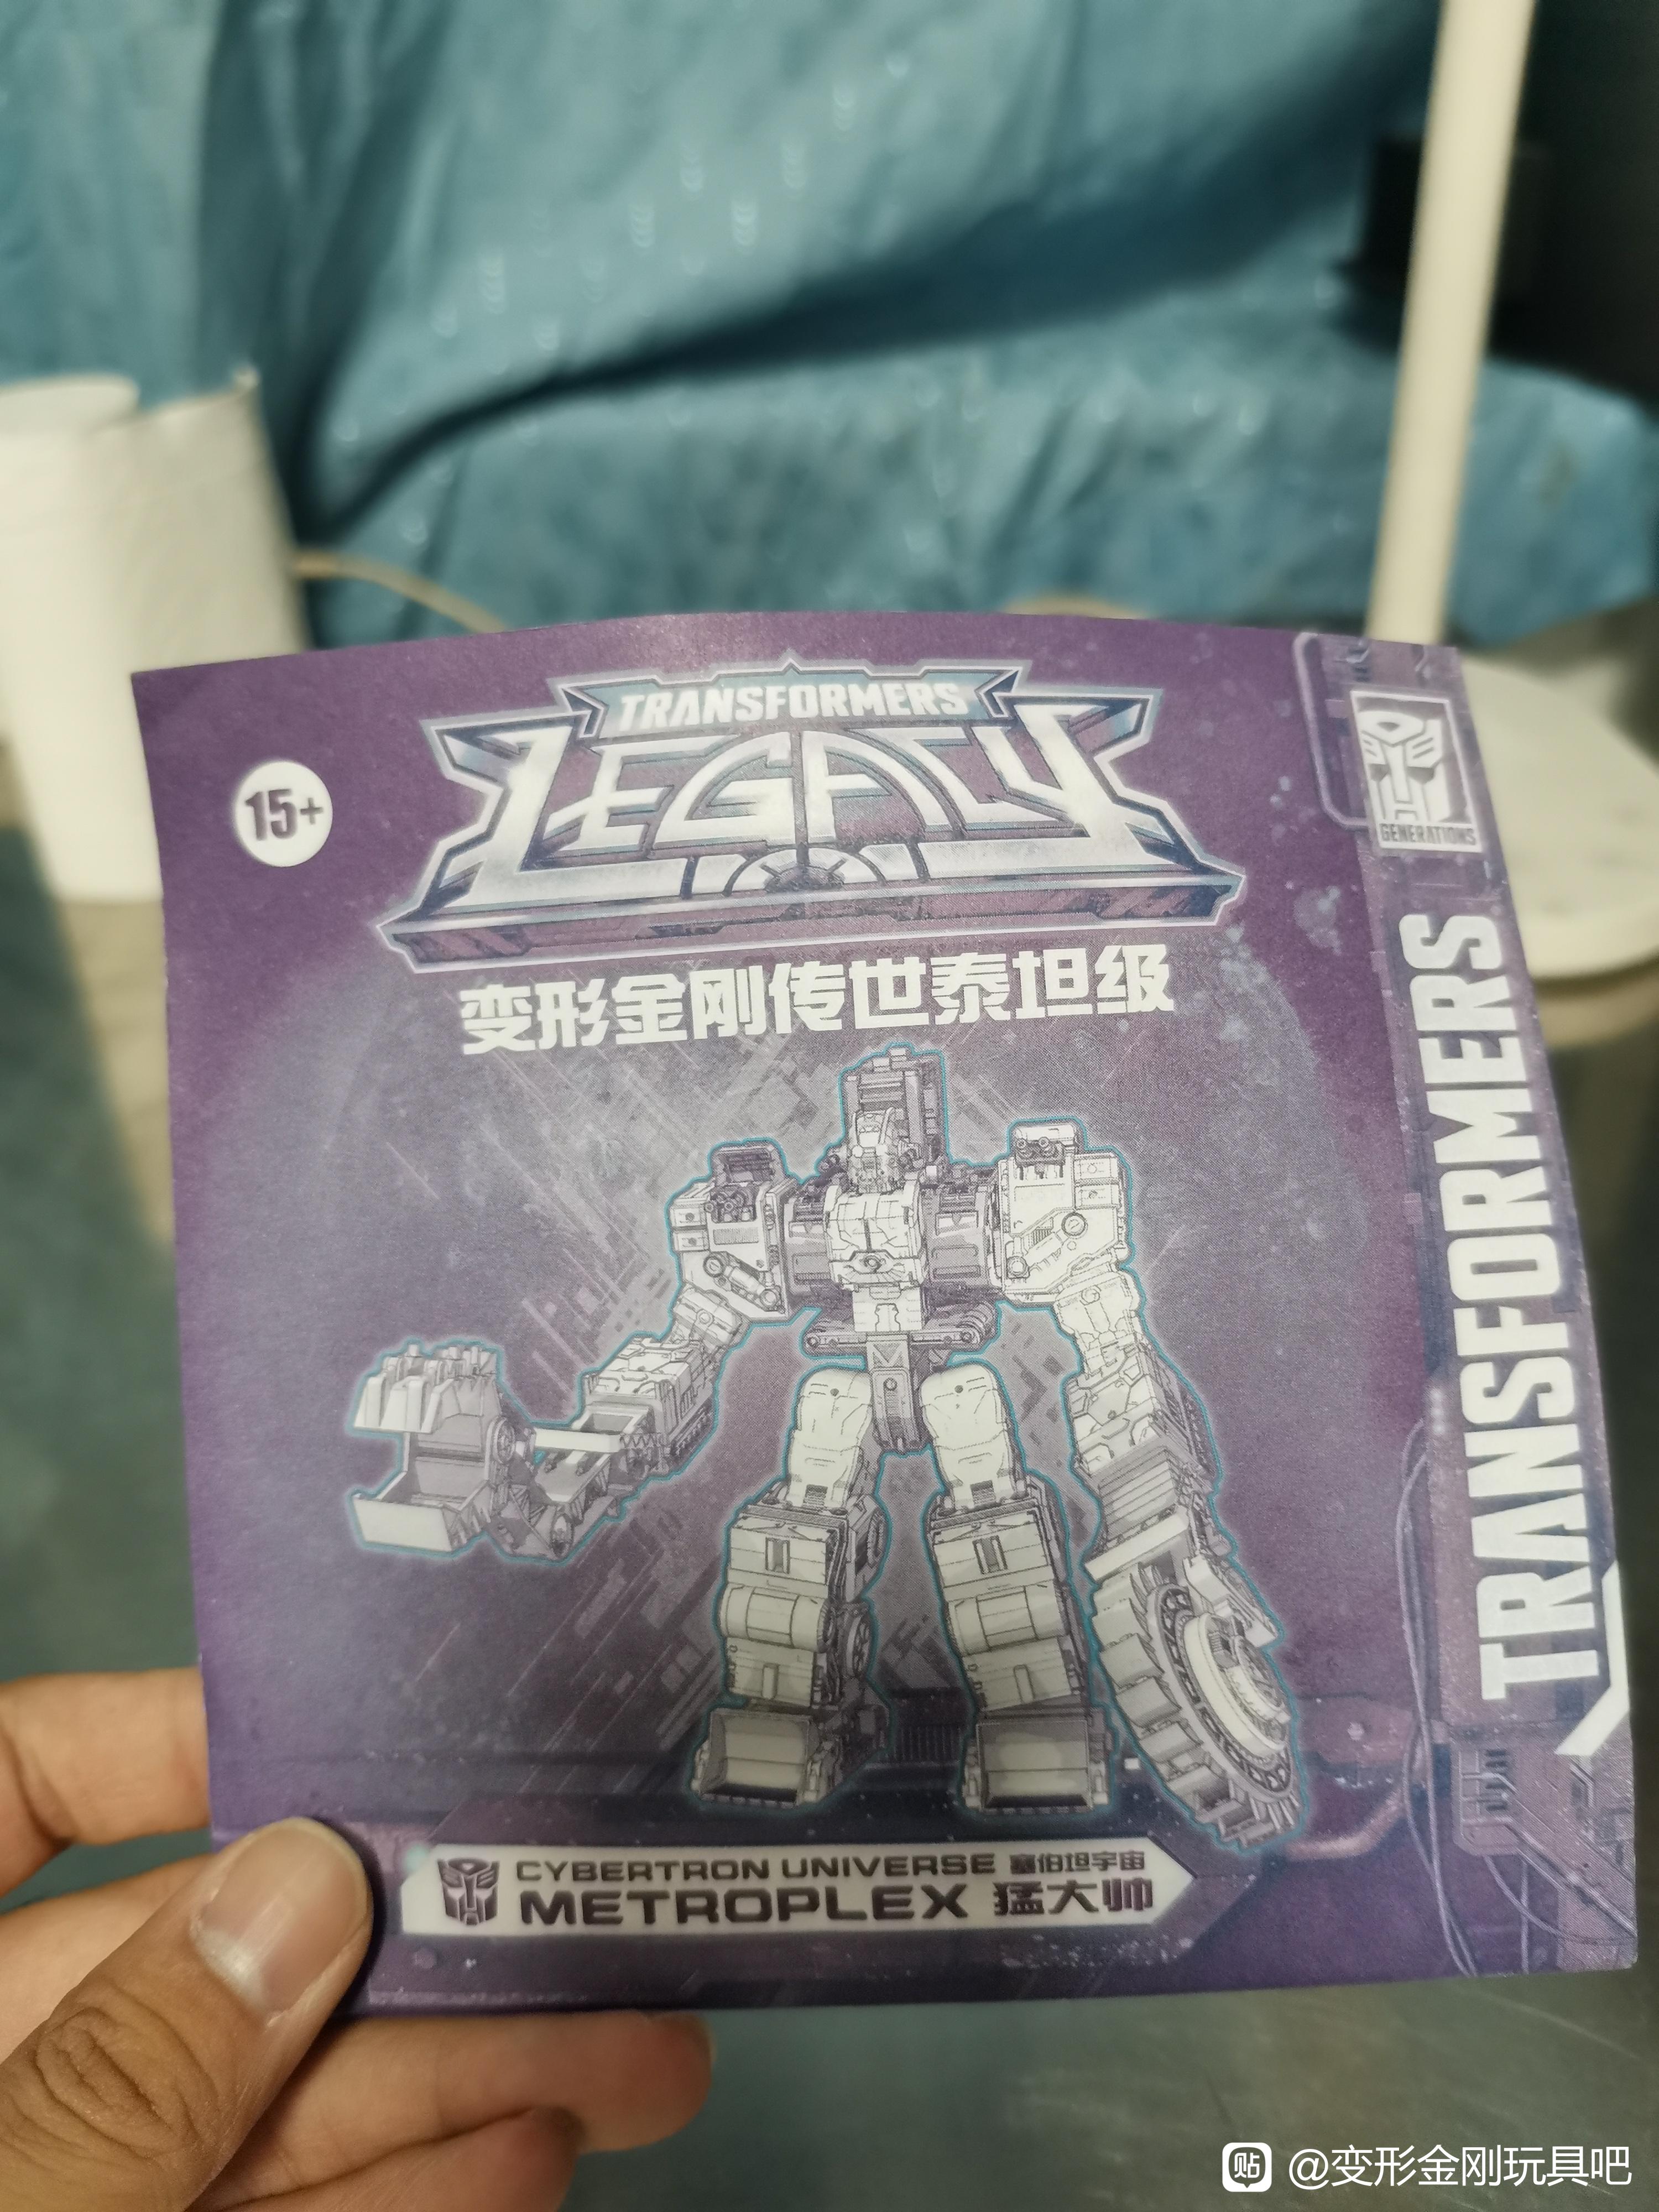 TRANSFORMERS
LEGACY
15+
GENERATIONS
变形金刚传世泰坦级
TRANSFORMERS
CYBERTRON UNIVERSE 塞伯坦宇宙
METROPLEX 猛大帅
贴 @变形金刚玩具吧